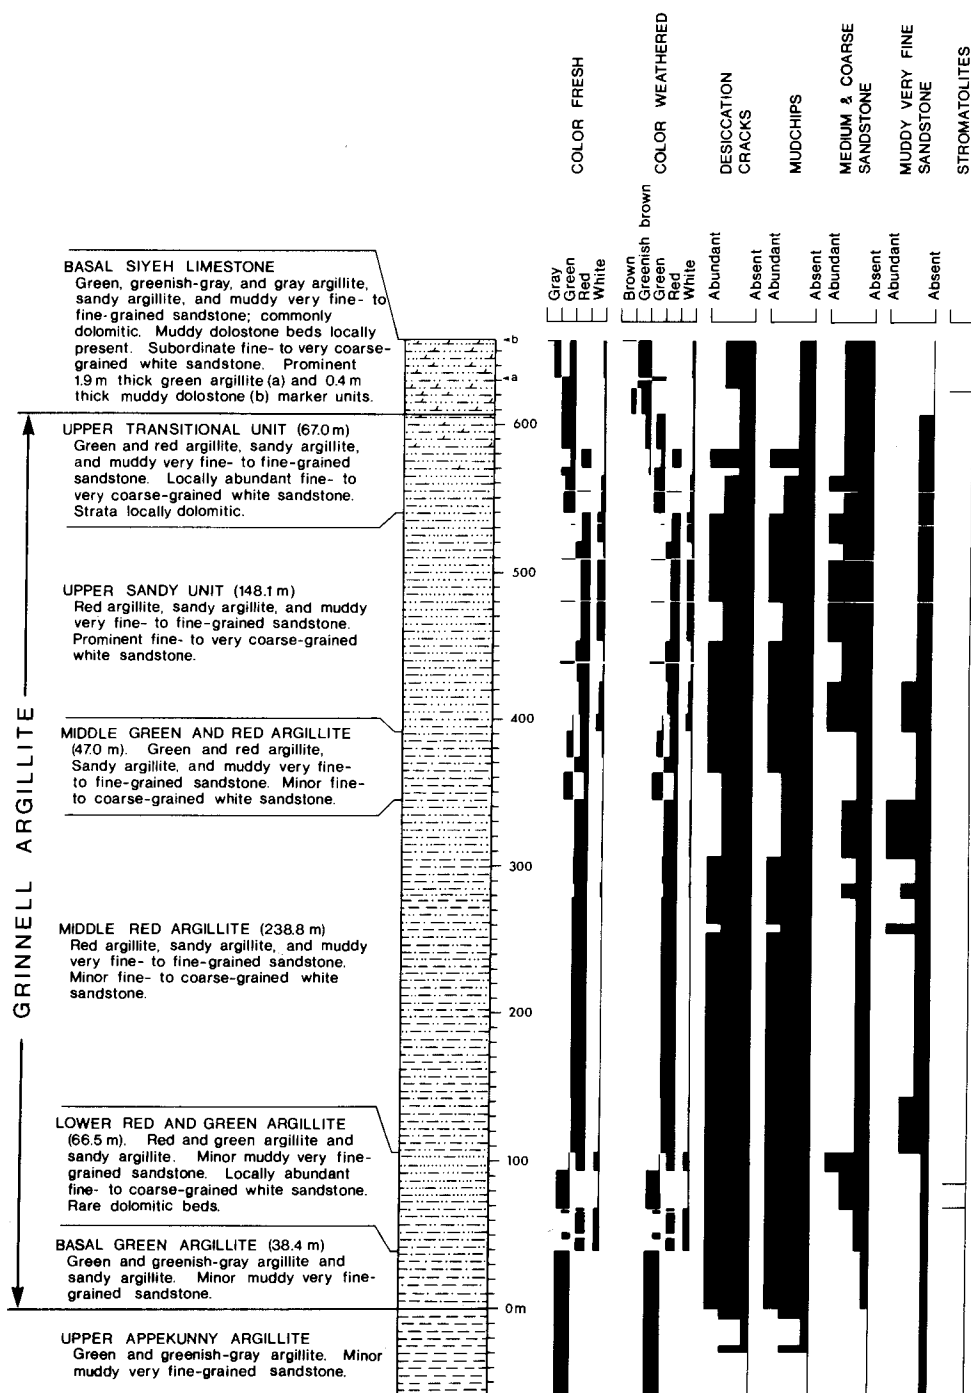 COLOR FRESH
COLOR WEATHERED
DESICCATION
CRACKS
MUDCHIPS
MEDIUM & COARSE
SANDSTONE
MUDDY VERY FINE
SANDSTONE
STROMATOLITES
Gray
Green
Red
White
Brown
Greenish brown
Green
Red
White
Abundant
Absent
Abundant
Absent
Abundant
Absent
Abundant
Absent
BASAL SIYEH LIMESTONE
Green, greenish-gray, and gray argillite,
sandy argillite, and muddy very fine- to
fine-grained sandstone; commonly
dolomitic. Muddy dolostone beds locally
present. Subordinate fine- to very coarse-
grained white sandstone. Prominent
1.9 m thick green argillite (a) and 0.4 m
thick muddy dolostone (b) marker units.
b
a
600
UPPER TRANSITIONAL UNIT (67.0 m)
Green and red argillite, sandy argillite,
and muddy very fine- to fine-grained
sandstone. Locally abundant fine- to
very coarse-grained white sandstone.
Strata locally dolomitic.
500
UPPER SANDY UNIT (148.1 m)
Red argillite, sandy argillite, and muddy
very fine- to fine-grained sandstone.
Prominent fine- to very coarse-grained
white sandstone.
400
MIDDLE GREEN AND RED ARGILLITE
(47.0 m). Green and red argillite,
Sandy argillite, and muddy very fine-
to fine-grained sandstone. Minor fine-
to coarse-grained white sandstone.
GRINNELL ARGILLITE
300
MIDDLE RED ARGILLITE (238.8 m)
Red argillite, sandy argillite, and muddy
very fine- to fine-grained sandstone.
Minor fine- to coarse-grained white
sandstone.
200
LOWER RED AND GREEN ARGILLITE
(66.5 m). Red and green argillite and
sandy argillite. Minor muddy very fine-
grained sandstone. Locally abundant
fine- to coarse-grained white sandstone.
Rare dolomitic beds.
100
BASAL GREEN ARGILLITE (38.4 m)
Green and greenish-gray argillite and
sandy argillite. Minor muddy very fine-
grained sandstone.
0 m
UPPER APPEKUNNY ARGILLITE
Green and greenish-gray argillite. Minor
muddy very fine-grained sandstone.